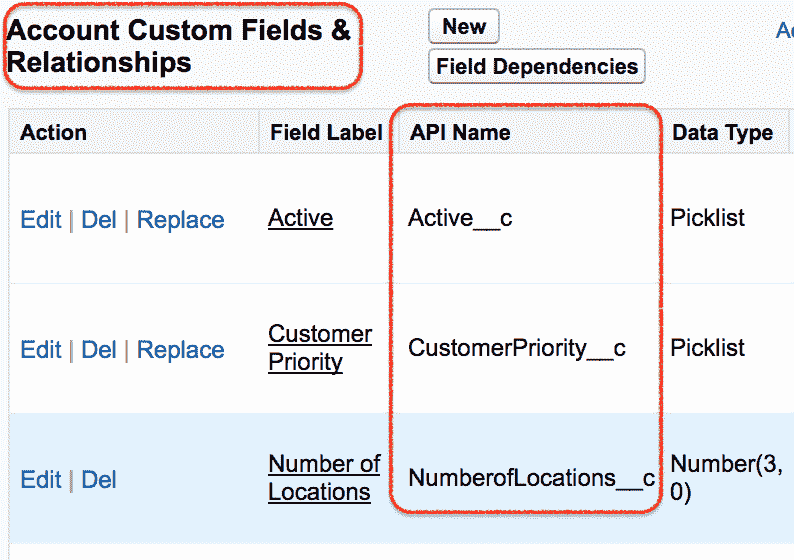 Account Custom Fields &
Relationships
New
Field Dependencies
Action Field Label API Name Data Type
Edit | Del | Replace Active Active__c Picklist
Edit | Del | Replace Customer
Priority CustomerPriority__c Picklist
Edit | Del Number of
Locations NumberofLocations__c Number(3,
0)